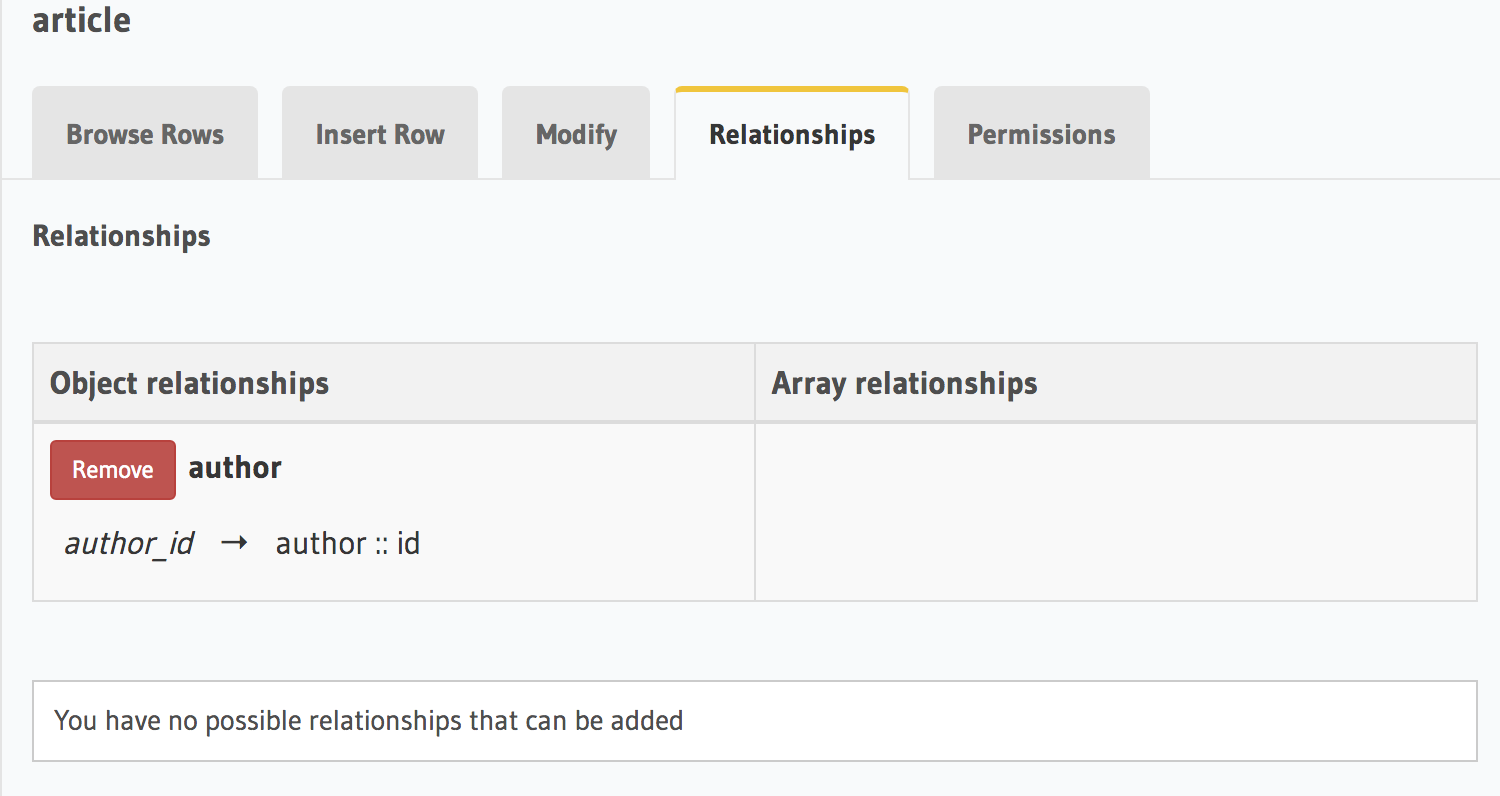 article
Browse Rows Insert Row Modify Relationships Permissions
Relationships
Object relationships Array relationships
Remove author
author_id → author :: id
You have no possible relationships that can be added